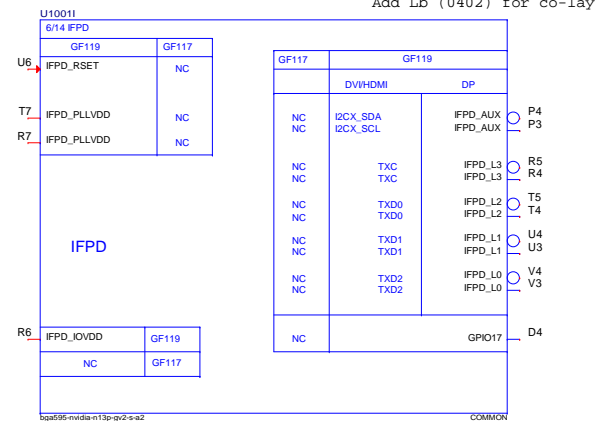 Add Lb (0402) for co-lay
U1001I
6/14 IFPD
GF119 GF117
U6 IFPD_RSET NC
T7 IFPD_PLLVDD NC
R7 IFPD_PLLVDD NC
GF117 GF119
DVI/HDMI DP
NC I2CX_SDA IFPD_AUX P4
NC I2CX_SCL IFPD_AUX P3
NC TXC IFPD_L3 R5
NC TXC IFPD_L3 R4
NC TXD0 IFPD_L2 T5
NC TXD0 IFPD_L2 T4
NC TXD1 IFPD_L1 U4
NC TXD1 IFPD_L1 U3
NC TXD2 IFPD_L0 V4
NC TXD2 IFPD_L0 V3
IFPD
R6 IFPD_IOVDD GF119
NC GF117
NC GPIO17 D4
bga595-nvidia-n13p-gv2-s-a2 COMMON